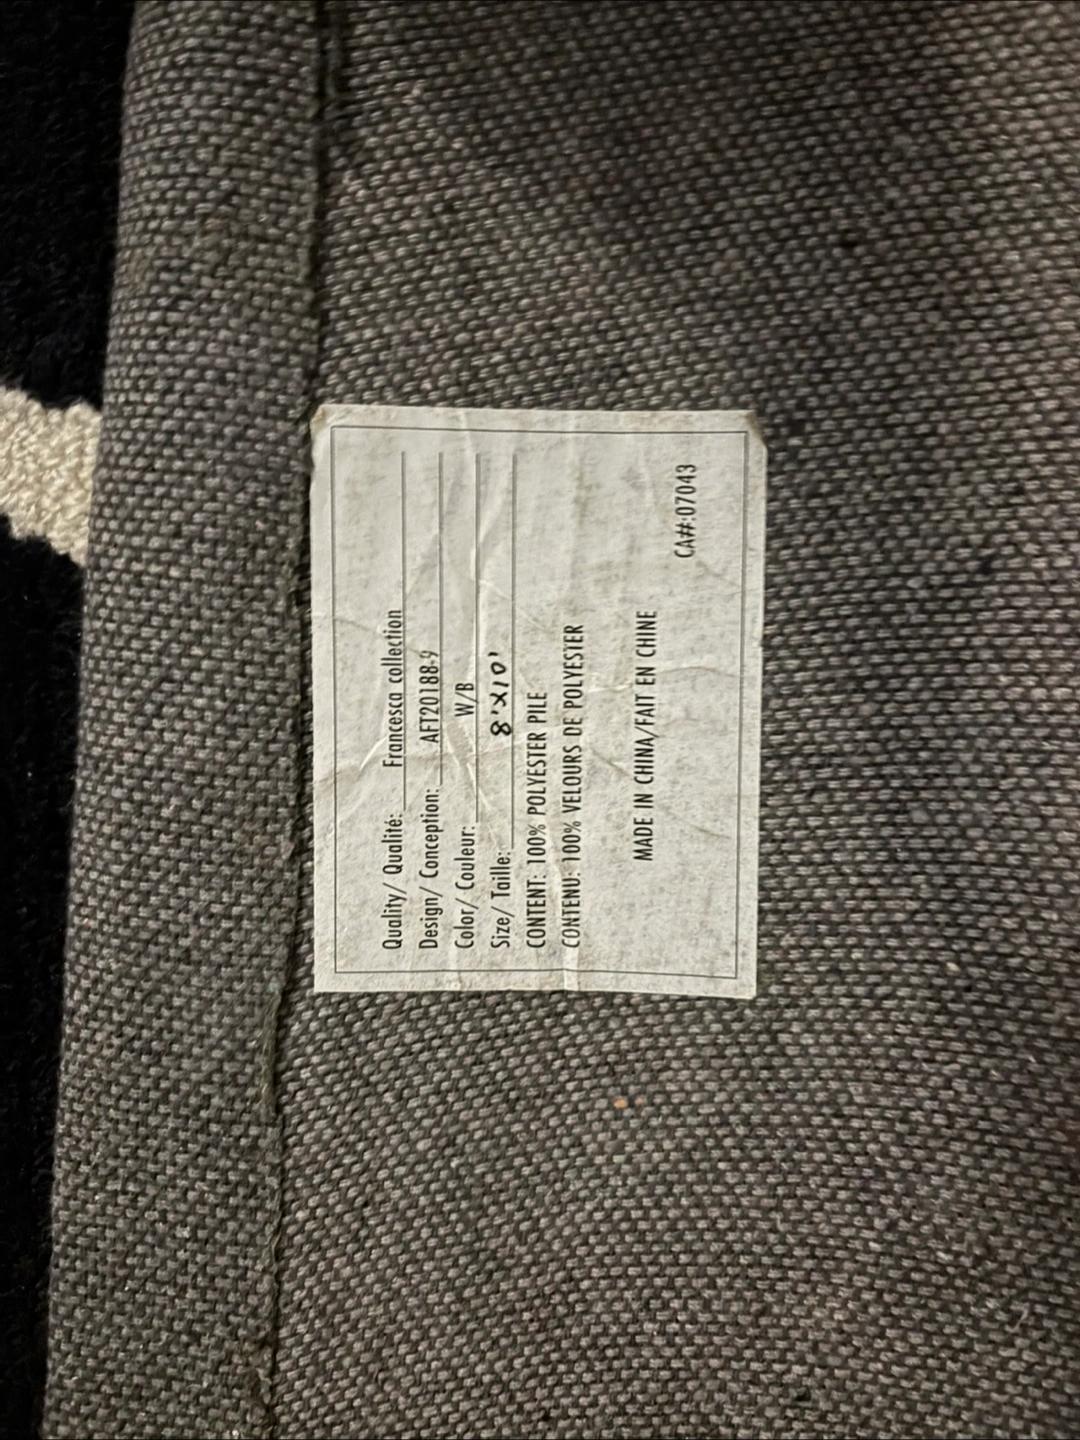 Quality/ Qualité: Francesca collection
Design/ Conception: AFT20188-9
Color/ Couleur: W/B
Size/ Taille: 8'X10'
CONTENT: 100% POLYESTER PILE
CONTENU: 100% VELOURS DE POLYESTER
MADE IN CHINA/FAIT EN CHINE
CA#:07043